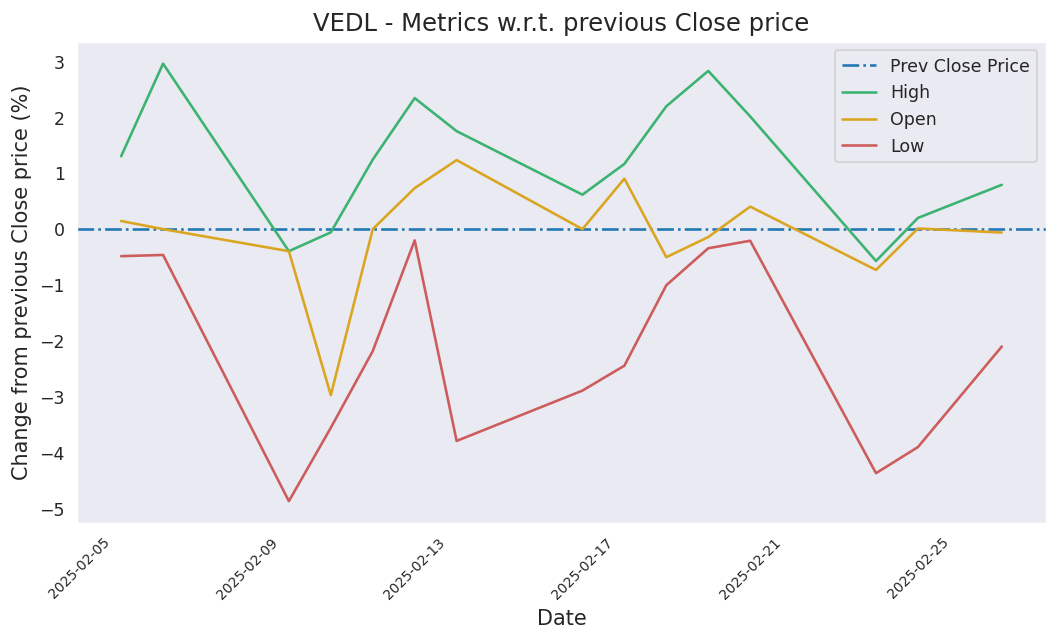 VEDL - Metrics w.r.t. previous Close price
Change from previous Close price (%)
3
2
1
0
−1
−2
−3
−4
−5
Prev Close Price
High
Open
Low
2025-02-05
2025-02-09
2025-02-13
2025-02-17
2025-02-21
2025-02-25
Date